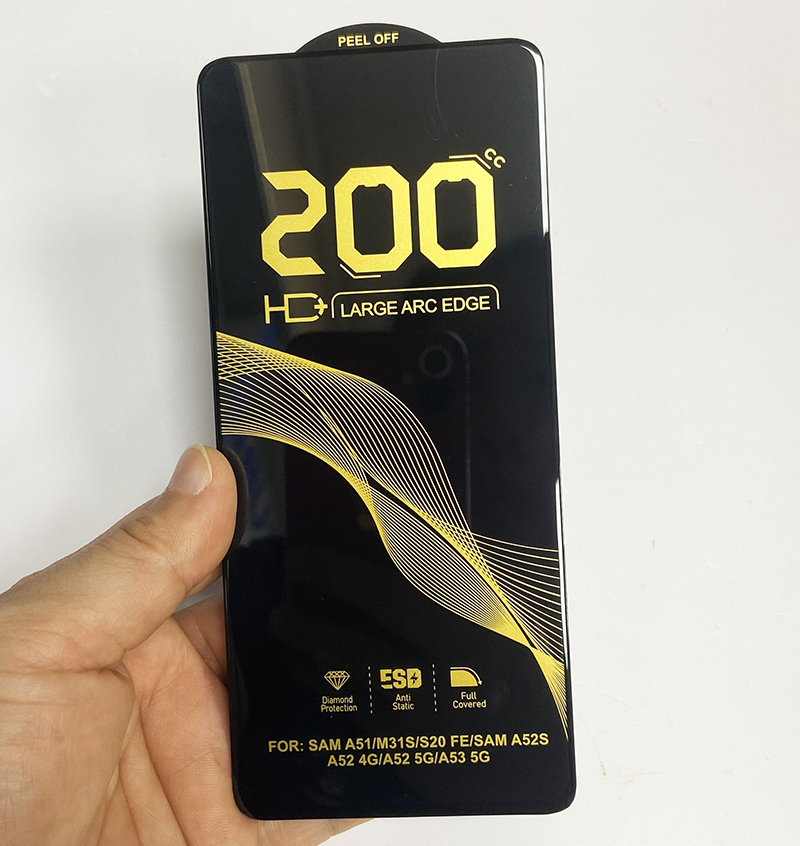 PEEL OFF
200°cc
HD+ LARGE ARC EDGE
Diamond
Protection
ESD
Anti
Static
Full
Covered
FOR: SAM A51/M31S/S20 FE/SAM A52S
A52 4G/A52 5G/A53 5G